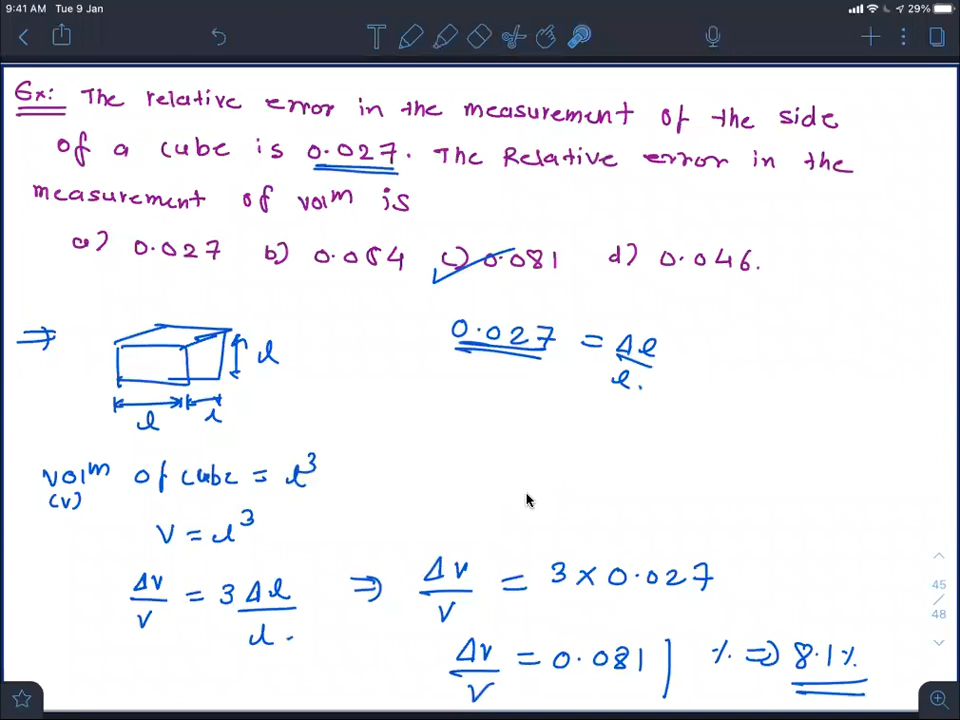 9:41 AM Tue 9 Jan 29%
Ex: The relative error in the measurement of the side
of a cube is 0.027. The Relative error in the
measurement of volm is
a) 0.027 b) 0.054 c) 0.081 d) 0.046.
⇒ l 0.027 = Δl/l.
l l
volm of cube = l³
(v)
V = l³
Δv/v = 3 Δl/l. ⇒ Δv/v = 3 × 0.027
Δv/v = 0.081 | % ⇒ 8.1%
45
/
48